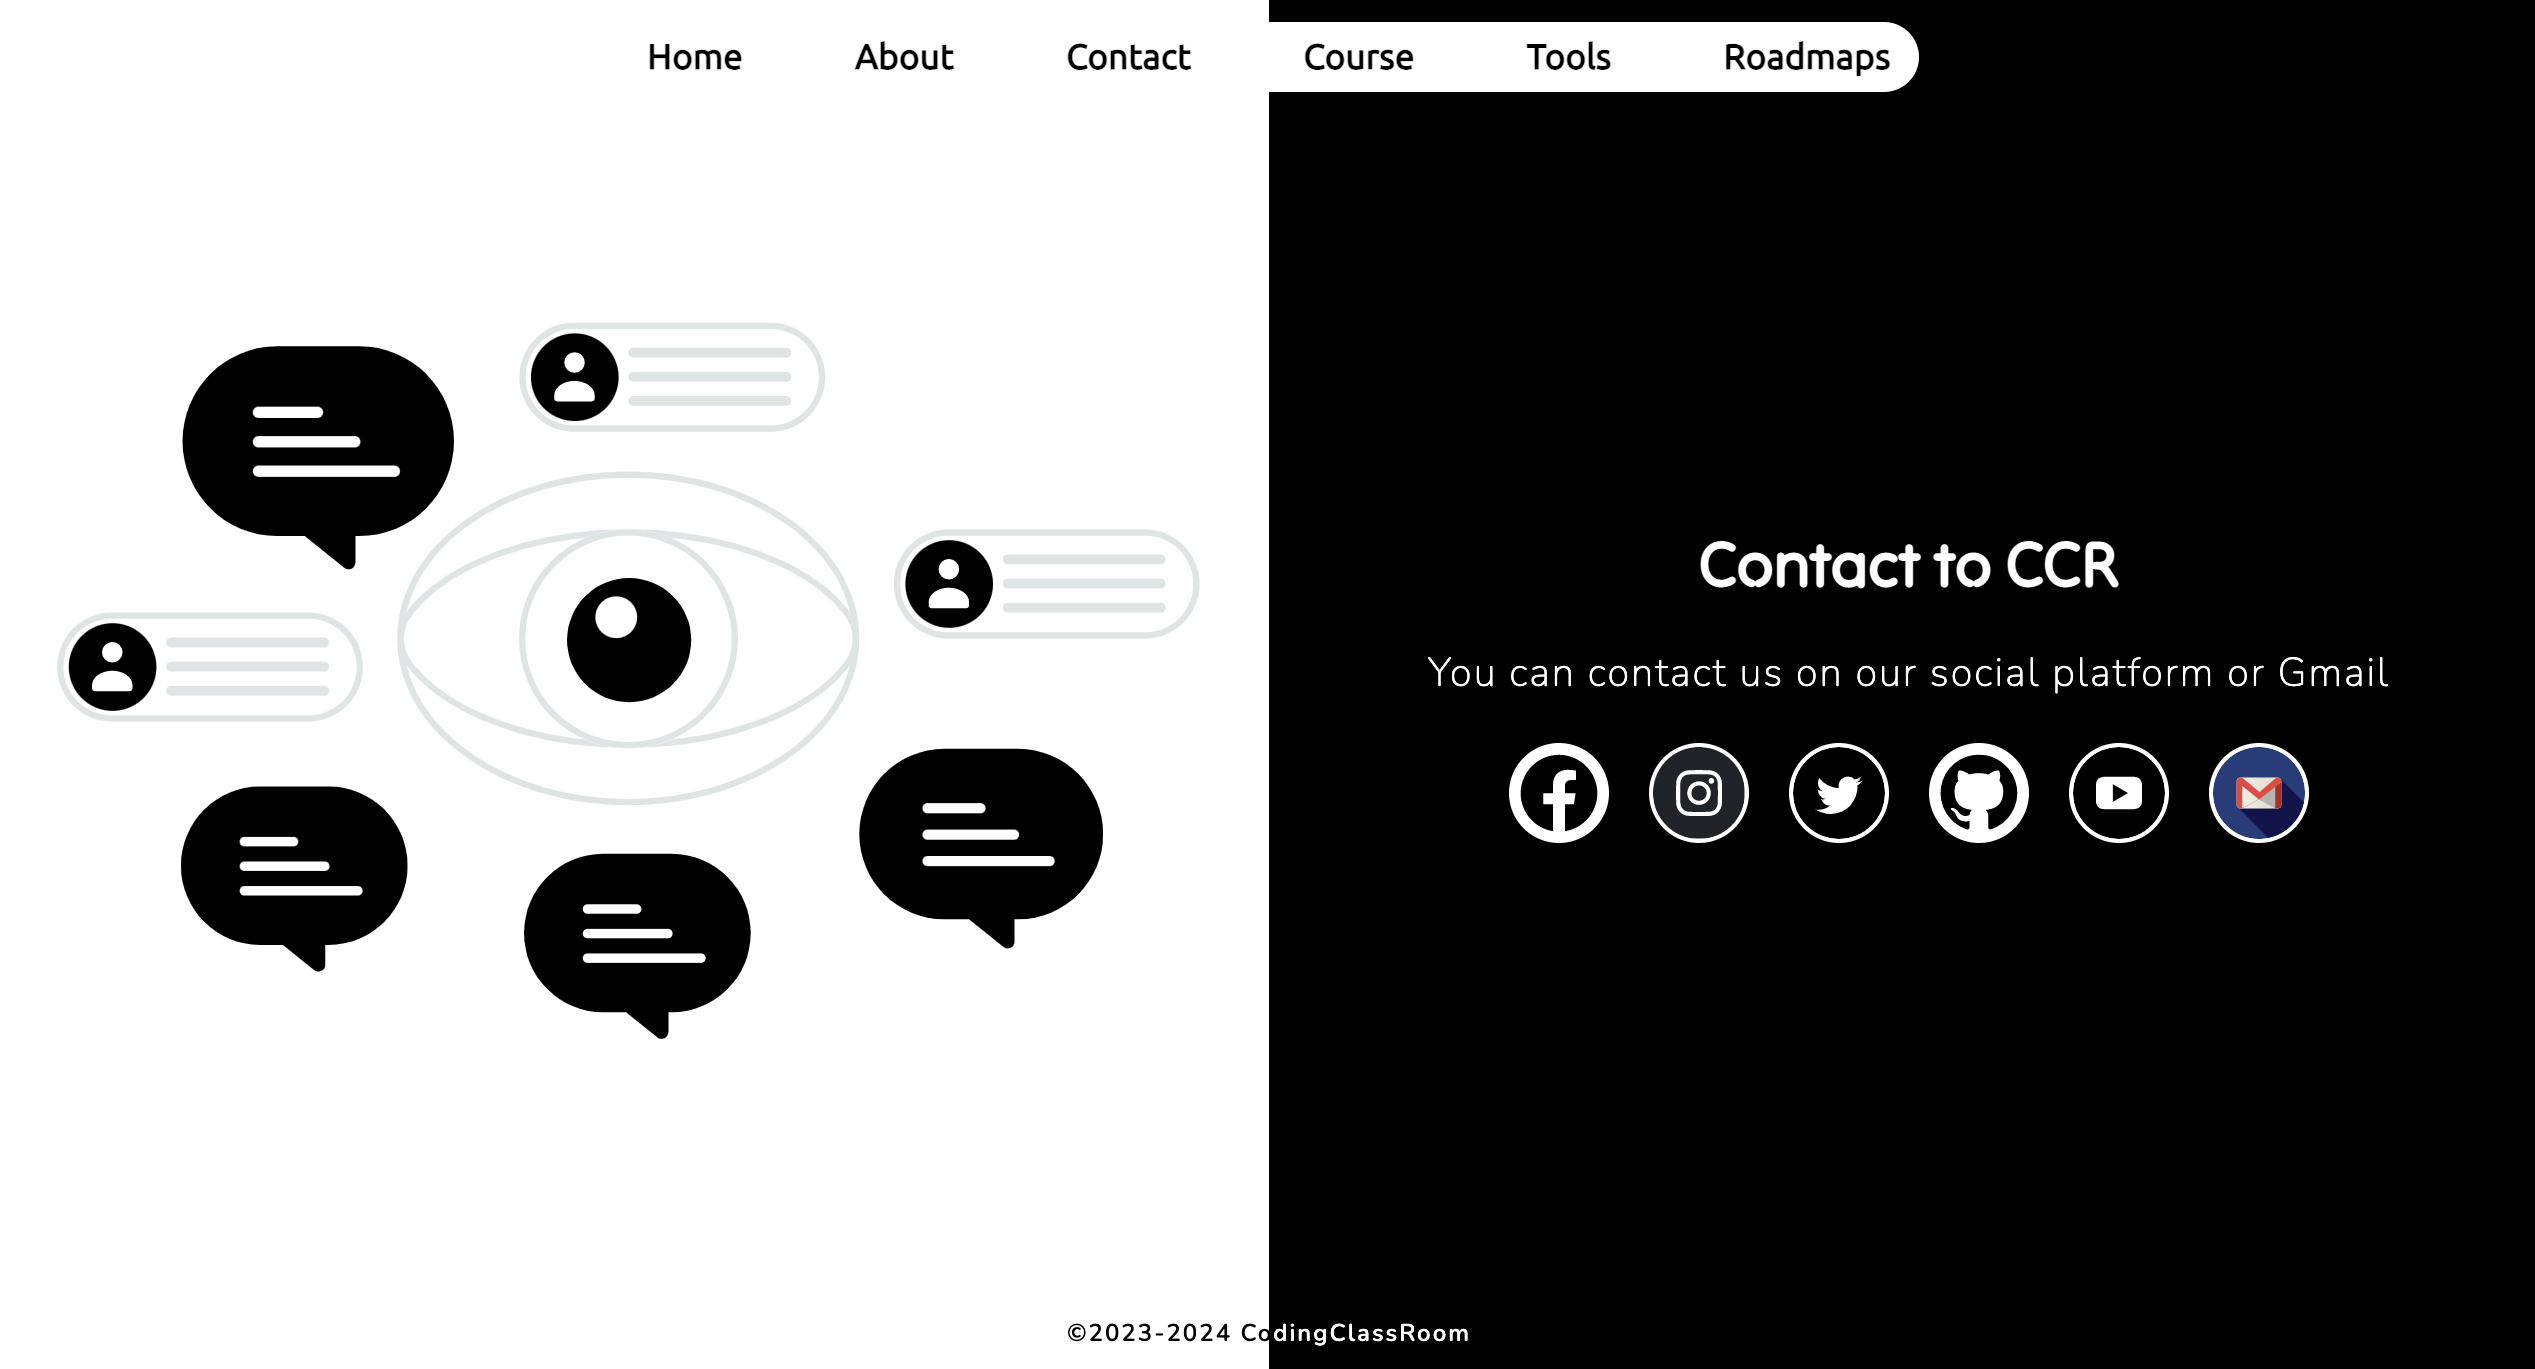 Home About Contact Course Tools Roadmaps
Contact to CCR
You can contact us on our social platform or Gmail
©2023-2024 CodingClassRoom